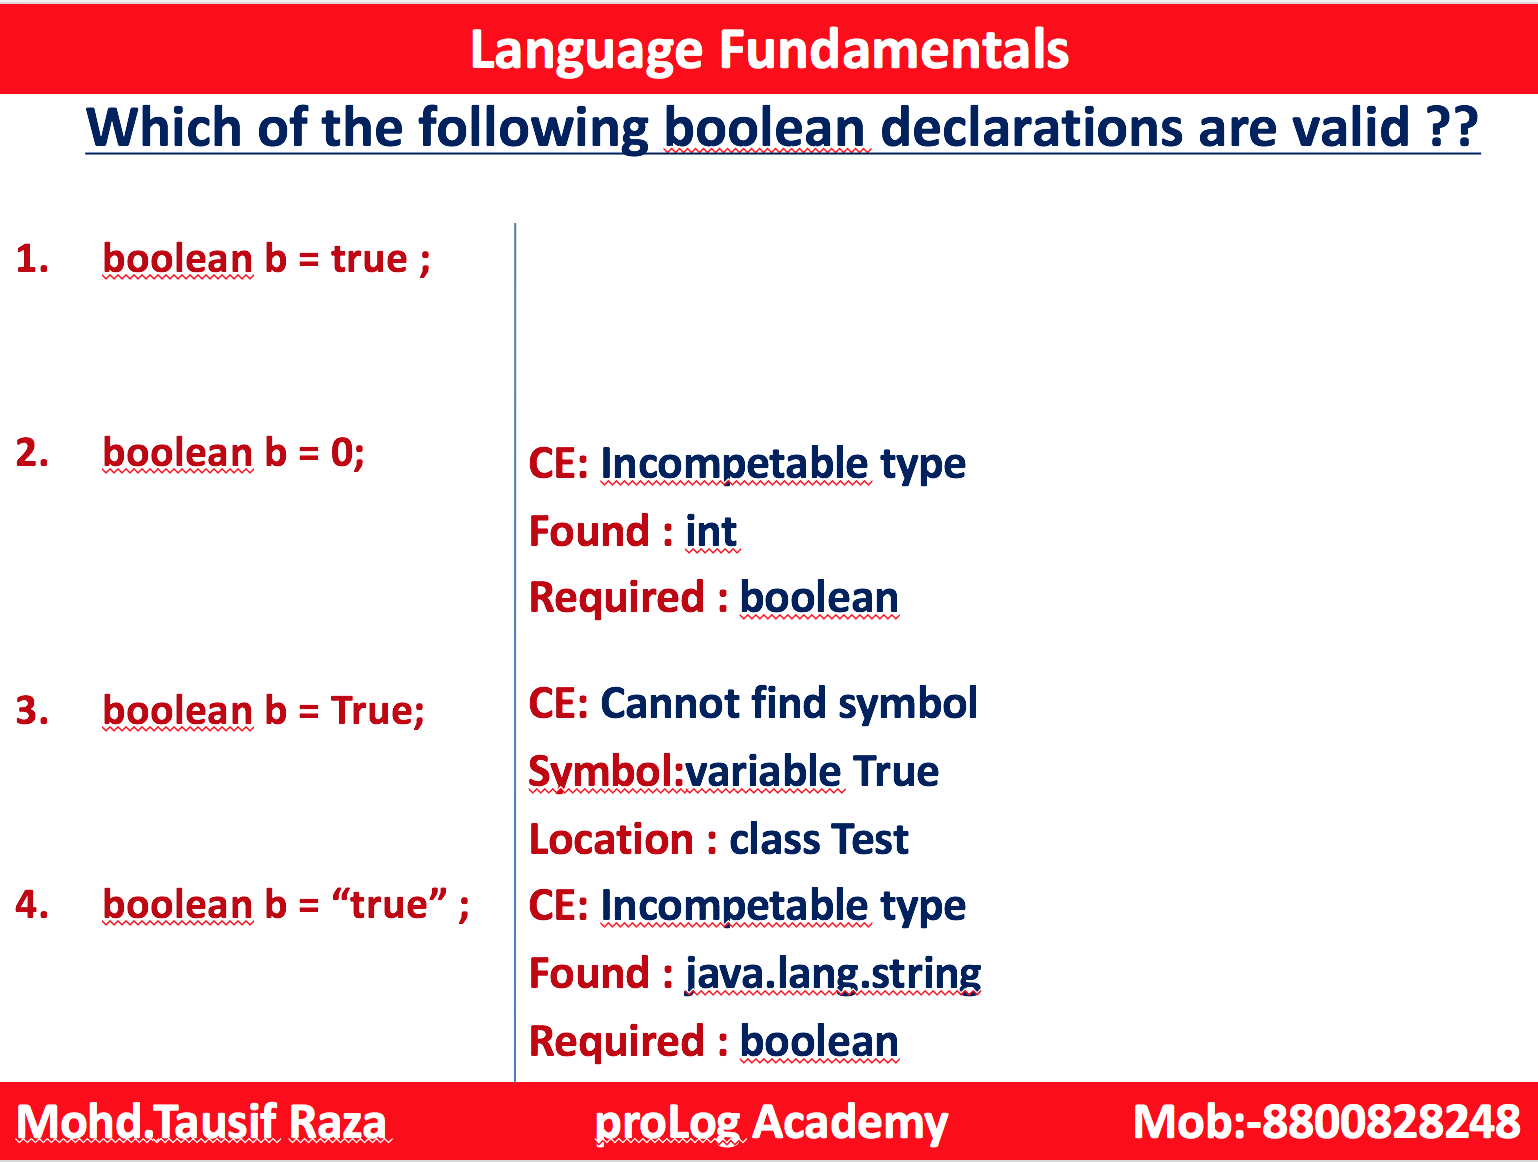 Language Fundamentals
Which of the following boolean declarations are valid ??
1. boolean b = true ;
2. boolean b = 0;
CE: Incompetable type
Found : int
Required : boolean
3. boolean b = True;
CE: Cannot find symbol
Symbol:variable True
Location : class Test
4. boolean b = “true” ;
CE: Incompetable type
Found : java.lang.string
Required : boolean
Mohd.Tausif Raza proLog Academy Mob:-8800828248